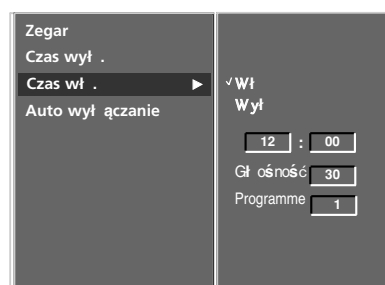 Zegar
Czas wył .
Czas wł .
Auto wył ączanie
Wł
Wył
12 : 00
Gł ośność 30
Programme 1